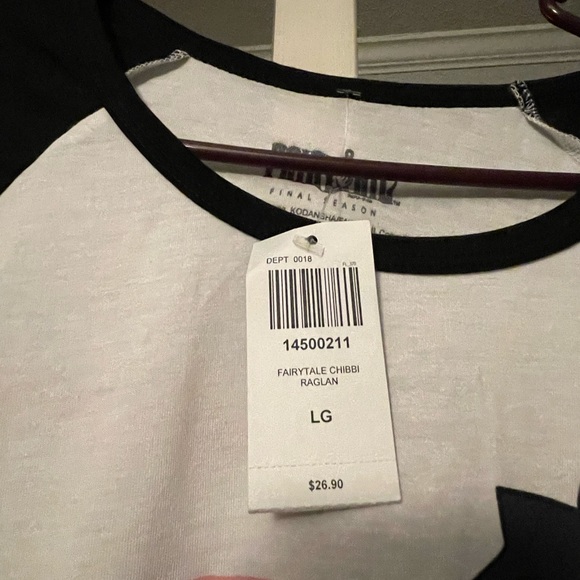 FINAL SEASON
KODANSHA
DEPT 0018
14500211
FAIRYTALE CHIBBI
RAGLAN
LG
$26.90